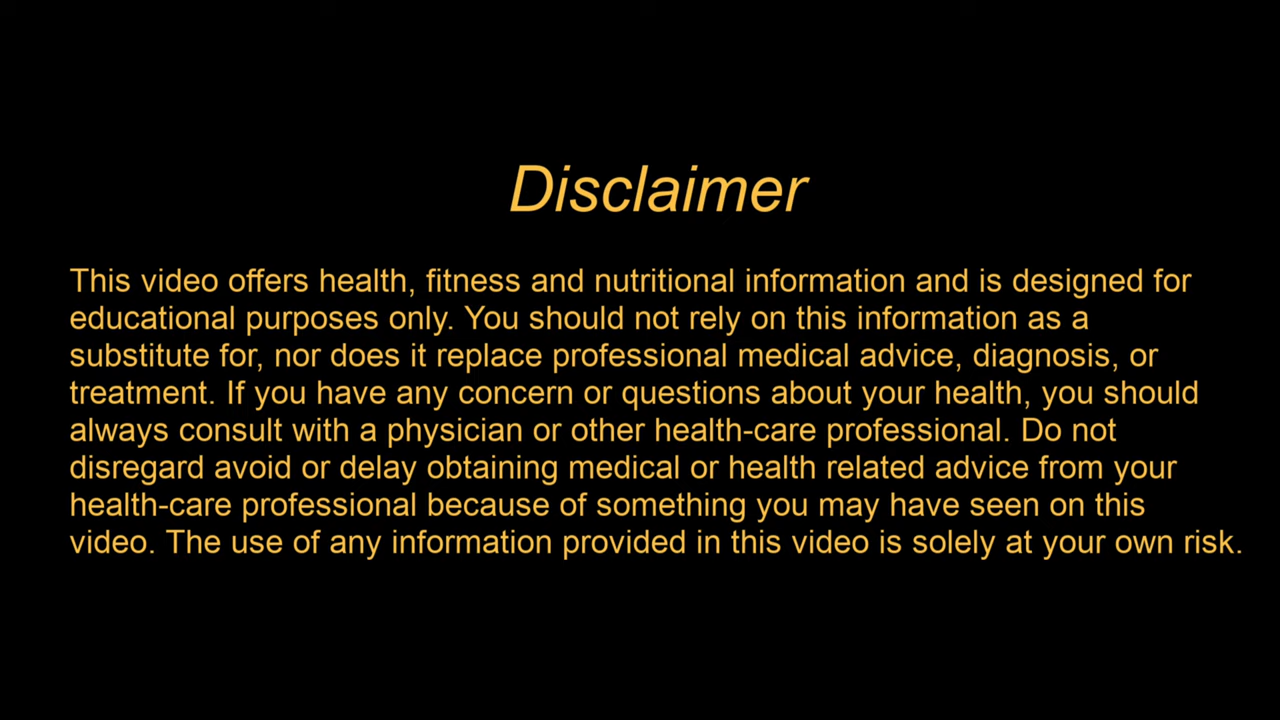 Disclaimer
This video offers health, fitness and nutritional information and is designed for
educational purposes only. You should not rely on this information as a
substitute for, nor does it replace professional medical advice, diagnosis, or
treatment. If you have any concern or questions about your health, you should
always consult with a physician or other health-care professional. Do not
disregard avoid or delay obtaining medical or health related advice from your
health-care professional because of something you may have seen on this
video. The use of any information provided in this video is solely at your own risk.